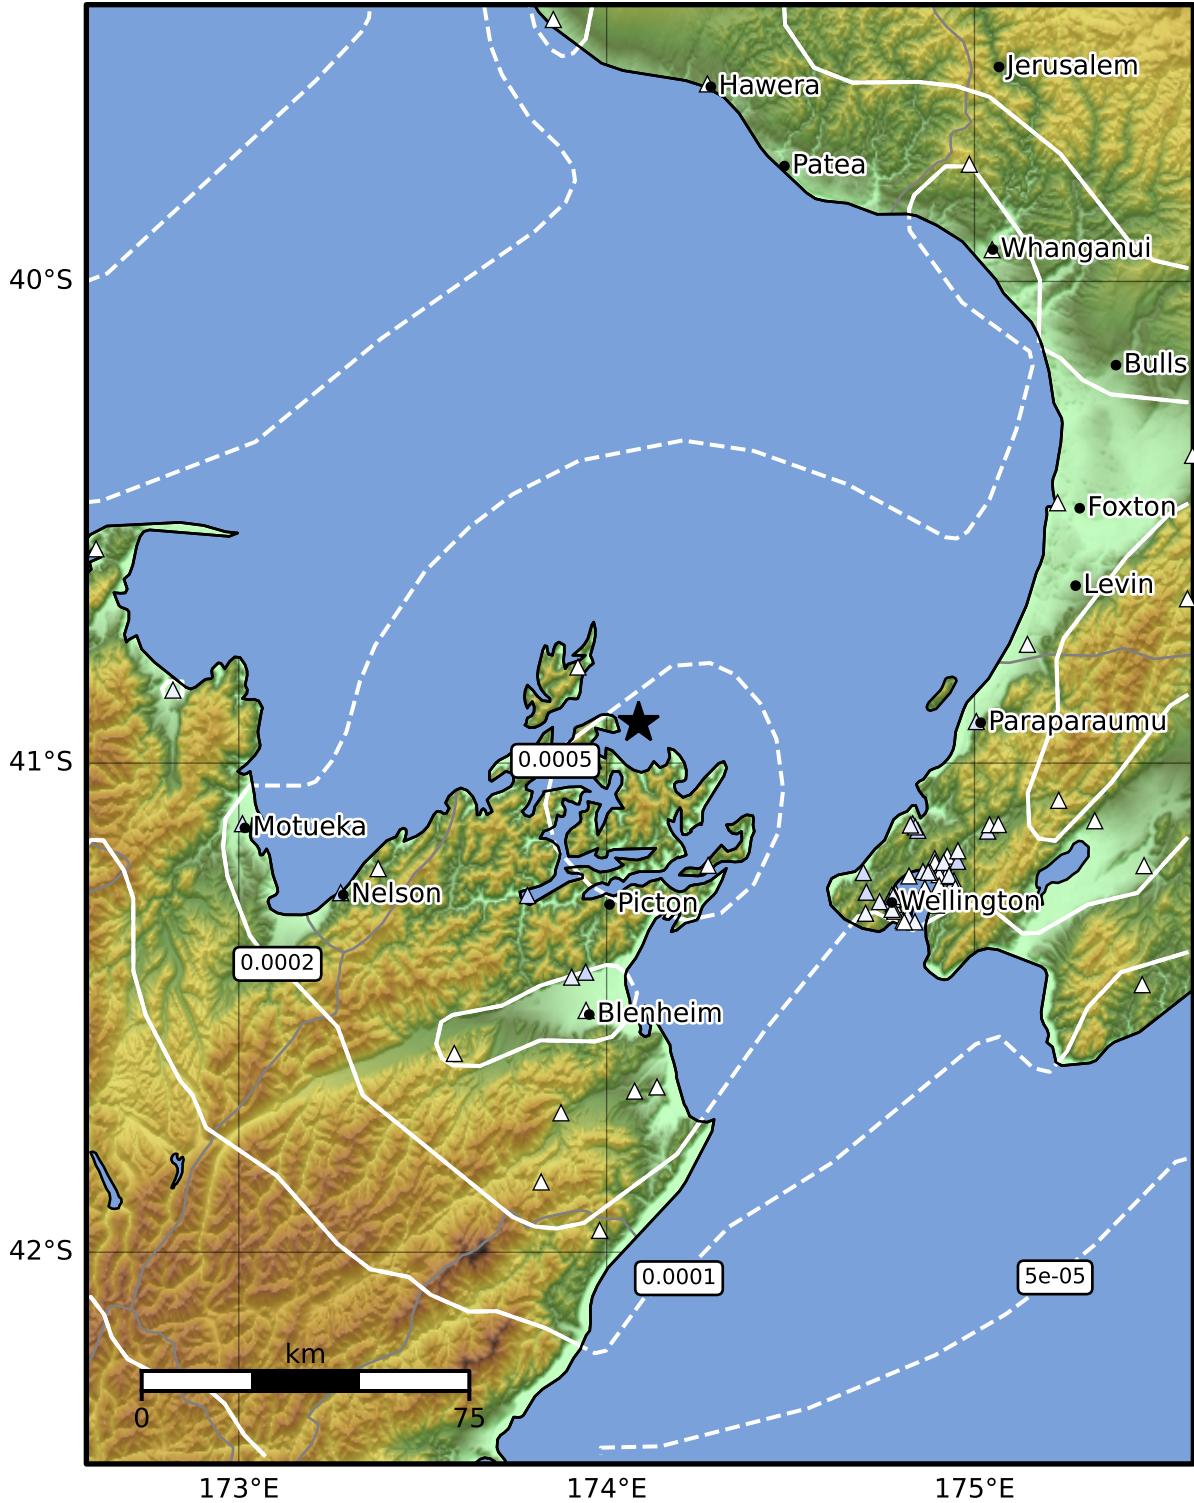 Jerusalem
Hawera
Patea
Whanganui
40°S
Bulls
Foxton
Levin
Paraparaumu
41°S
0.0005
Motueka
Nelson
Picton
Wellington
0.0002
Blenheim
42°S
0.0001
5e-05
km
0
75
173°E
174°E
175°E